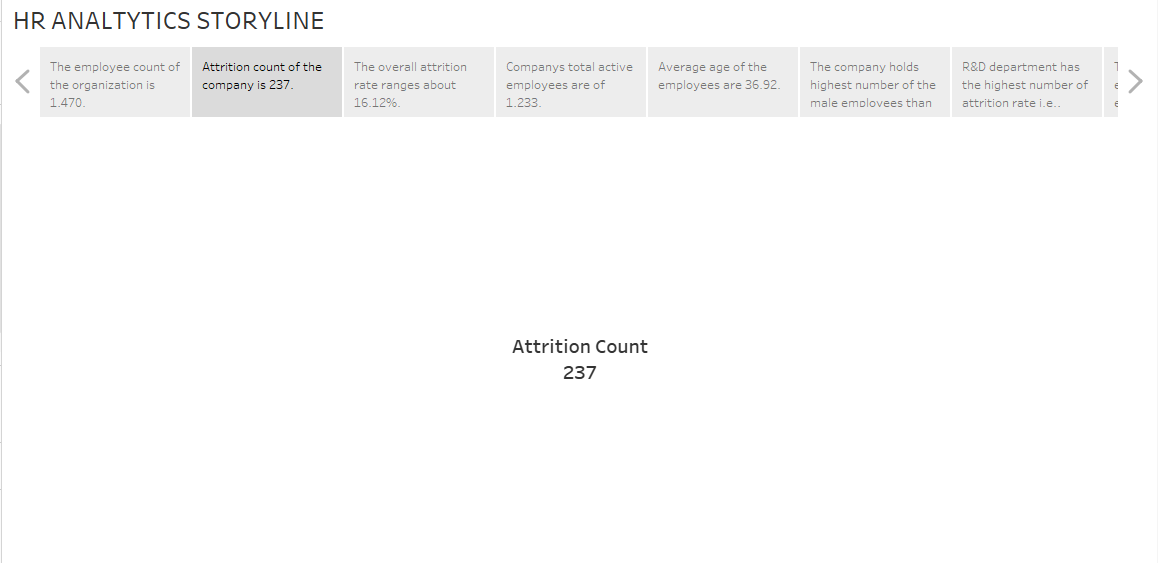 HR ANALTYTICS STORYLINE
The employee count of
the organization is
1.470.
Attrition count of the
company is 237.
The overall attrition
rate ranges about
16.12%.
Companys total active
employees are of
1.233.
Average age of the
employees are 36.92.
The company holds
highest number of the
male employees than
R&D department has
the highest number of
attrition rate i.e..
Attrition Count
237